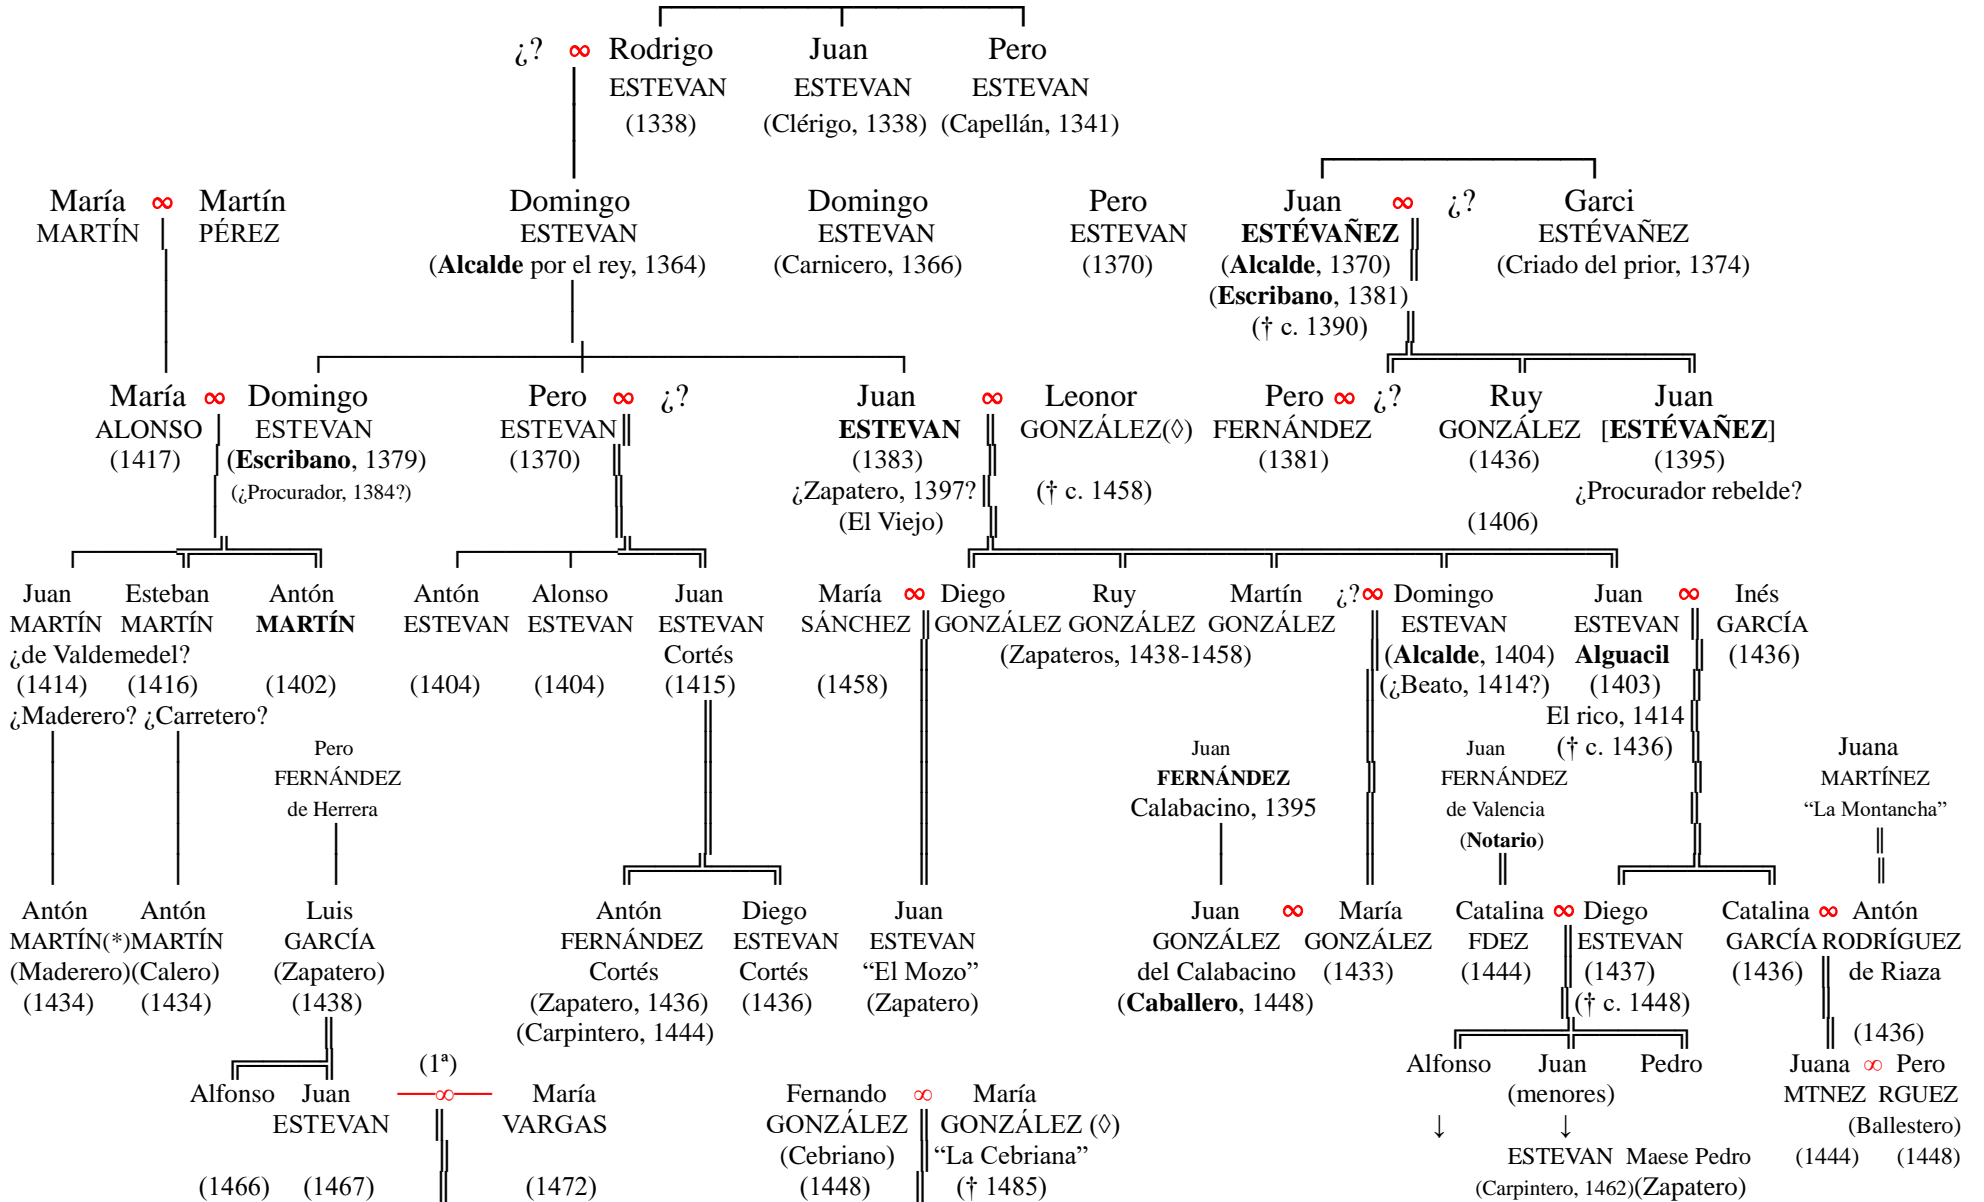 ¿? ∞ Rodrigo Juan Pero
ESTEVAN ESTEVAN ESTEVAN
(1338) (Clérigo, 1338) (Capellán, 1341)
María ∞ Martín Domingo Domingo Pero Juan ∞ ¿? Garci
MARTÍN PÉREZ ESTEVAN ESTEVAN ESTEVAN ESTÉVAÑEZ ESTÉVAÑEZ
(Alcalde por el rey, 1364) (Carnicero, 1366) (1370) (Alcalde, 1370) (Criado del prior, 1374)
(Escribano, 1381)
(† c. 1390)
María ∞ Domingo Pero ∞ ¿? Juan ∞ Leonor Pero ∞ ¿? Ruy Juan
ALONSO ESTEVAN ESTEVAN ESTEVAN GONZÁLEZ(◊) FERNÁNDEZ GONZÁLEZ [ESTÉVAÑEZ]
(1417) (Escribano, 1379) (1370) (1383) (1381) (1436) (1395)
(¿Procurador, 1384?) ¿Zapatero, 1397? († c. 1458) ¿Procurador rebelde?
(El Viejo) (1406)
Juan Esteban Antón Antón Alonso Juan María ∞ Diego Ruy Martín ¿? ∞ Domingo Juan ∞ Inés
MARTÍN MARTÍN MARTÍN ESTEVAN ESTEVAN ESTEVAN SÁNCHEZ GONZÁLEZ GONZÁLEZ GONZÁLEZ ESTEVAN ESTEVAN GARCÍA
¿de Valdemedel? Cortés (Zapateros, 1438-1458) (Alcalde, 1404) Alguacil (1436)
(1414) (1416) (1402) (1404) (1404) (1415) (1458) (¿Beato, 1414?) (1403)
¿Maderero? ¿Carretero? El rico, 1414
Pero Juan Juan († c. 1436) Juana
FERNÁNDEZ FERNÁNDEZ FERNÁNDEZ MARTÍNEZ
de Herrera Calabacino, 1395 de Valencia “La Montancha”
(Notario)
Antón Antón Luis Antón Diego Juan Juan ∞ María Catalina ∞ Diego Catalina ∞ Antón
MARTÍN(*) MARTÍN GARCÍA FERNÁNDEZ ESTEVAN ESTEVAN GONZÁLEZ GONZÁLEZ FDEZ ESTEVAN GARCÍA RODRÍGUEZ
(Maderero) (Calero) (Zapatero) Cortés Cortés “El Mozo” del Calabacino (1433) (1444) (1437) (1436) de Riaza
(1434) (1434) (1438) (Zapatero, 1436) (1436) (Zapatero) (Caballero, 1448) († c. 1448)
(Carpintero, 1444) (1436)
(1ª)
Alfonso Juan ∞ María Fernando ∞ María Alfonso Juan Pedro Juana ∞ Pero
ESTEVAN VARGAS GONZÁLEZ GONZÁLEZ (◊) (menores) MTNEZ RGUEZ
(Cebriano) “La Cebriana” ↓ ↓ (Ballestero)
(1466) (1467) (1472) (1448) († 1485) ESTEVAN Maese Pedro (1444) (1448)
(Carpintero, 1462) (Zapatero)